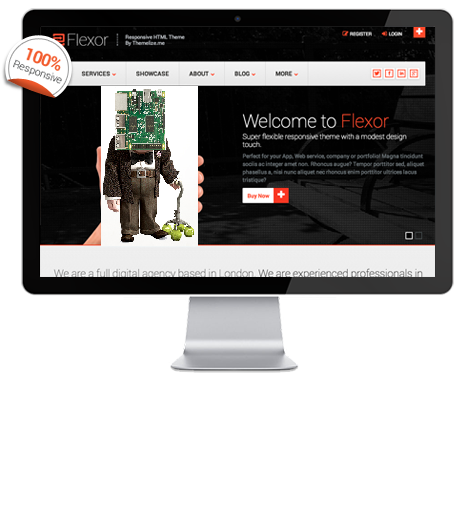 100%
Responsive
Flexor
Responsive HTML Theme
By Themelize.me
REGISTER
LOGIN
SERVICES
SHOWCASE
ABOUT
BLOG
MORE
Welcome to Flexor
Super flexible responsive theme with a modest design
touch.
Perfect for your App, Web service, company or portfolio! Magna tincidunt
sociis ac integer amet non. Rhoncus augue? Tempor porttitor sed, aliquet
phasellus a, nisi nunc aliquet nec rhoncus enim porttitor ultrices lacus
tristique?
Buy Now
We are a full digital agency based in London. We are experienced professionals in